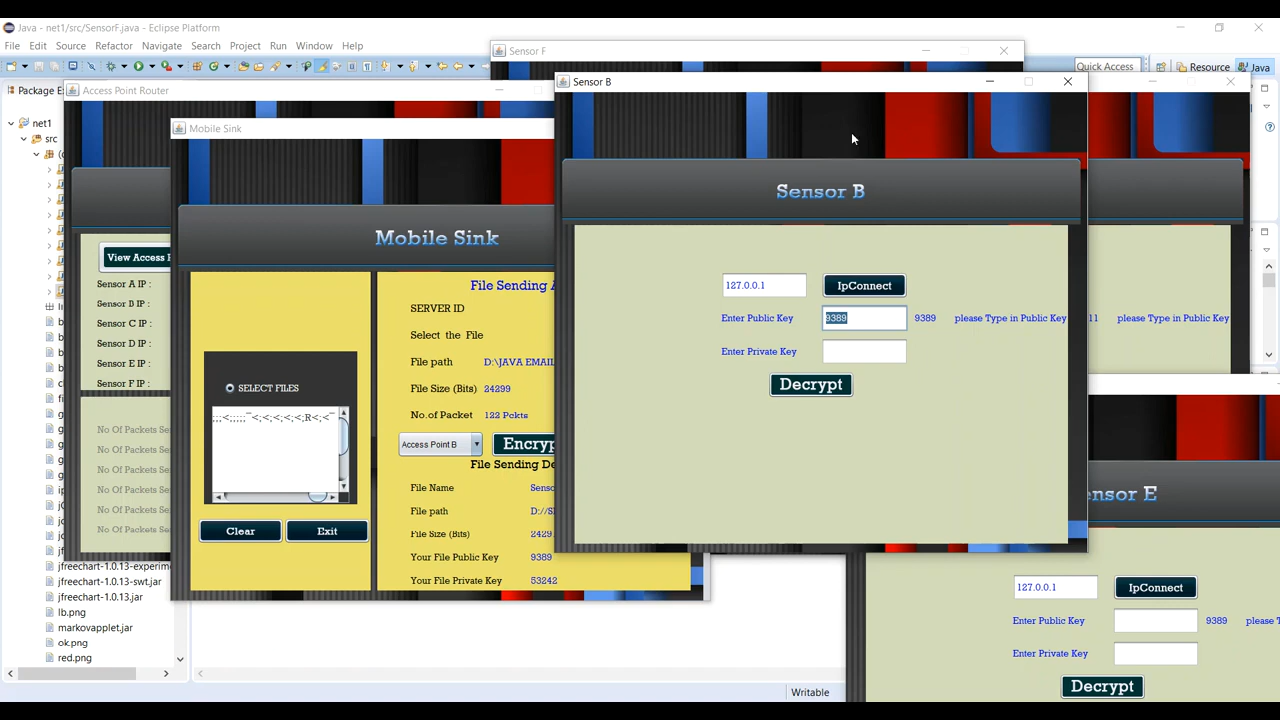 Java - net1/src/SensorF.java - Eclipse Platform
File Edit Source Refactor Navigate Search Project Run Window Help
Quick Access
Resource
Java
Package E
net1
src
jfreechart-1.0.13-experim
jfreechart-1.0.13-swt.jar
jfreechart-1.0.13.jar
lb.png
markovapplet.jar
ok.png
red.png
Writable
Sensor F
Access Point Router
View Access P
Sensor A IP :
Sensor B IP :
Sensor C IP :
Sensor D IP :
Sensor E IP :
Sensor F IP :
No Of Packets Sen
No Of Packets Sen
No Of Packets Sen
No Of Packets Sen
No Of Packets Se
No Of Packets Se
Mobile Sink
Mobile Sink
SELECT FILES
;;;<;;;;;¯<;<;<;<;<;R<;<¯
Clear
Exit
File Sending A
SERVER ID
Select the File
File path D:\JAVA EMAIL
File Size (Bits) 24299
No.of Packet 122 Pckts
Access Point B
Encryp
File Sending De
File Name Senso
File path D://SE
File Size (Bits) 2429
Your File Public Key 9389
Your File Private Key 53242
Sensor B
Sensor B
127.0.0.1 IpConnect
Enter Public Key 9389 9389 please Type in Public Key
Enter Private Key
Decrypt
11 please Type in Public Key
ensor E
127.0.0.1 IpConnect
Enter Public Key 9389 please T
Enter Private Key
Decrypt